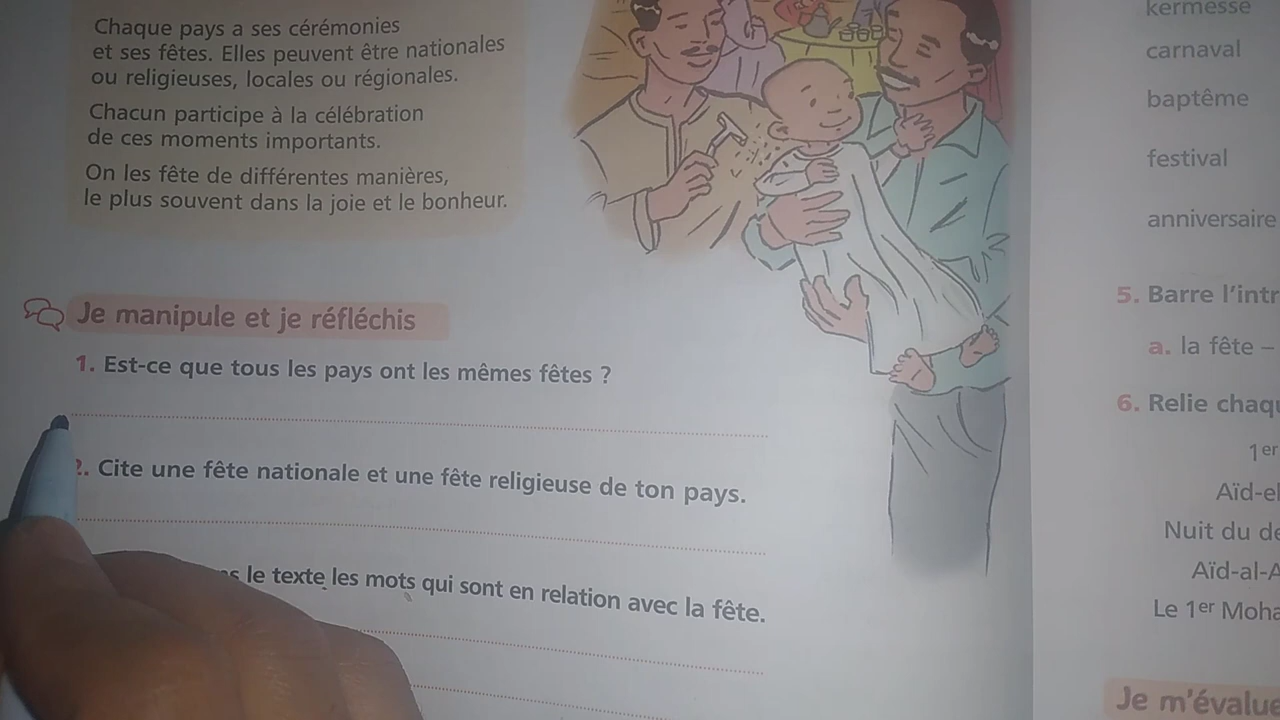 Chaque pays a ses cérémonies
et ses fêtes. Elles peuvent être nationales
ou religieuses, locales ou régionales.
Chacun participe à la célébration
de ces moments importants.
On les fête de différentes manières,
le plus souvent dans la joie et le bonheur.
Je manipule et je réfléchis
1. Est-ce que tous les pays ont les mêmes fêtes ?
2. Cite une fête nationale et une fête religieuse de ton pays.
le texte les mots qui sont en relation avec la fête.
kermesse
carnaval
baptême
festival
anniversaire
5. Barre l'intr
a. la fête –
6. Relie chaqu
1er
Aïd-el
Nuit du de
Aïd-al-A
Le 1er Moha
Je m'évalue